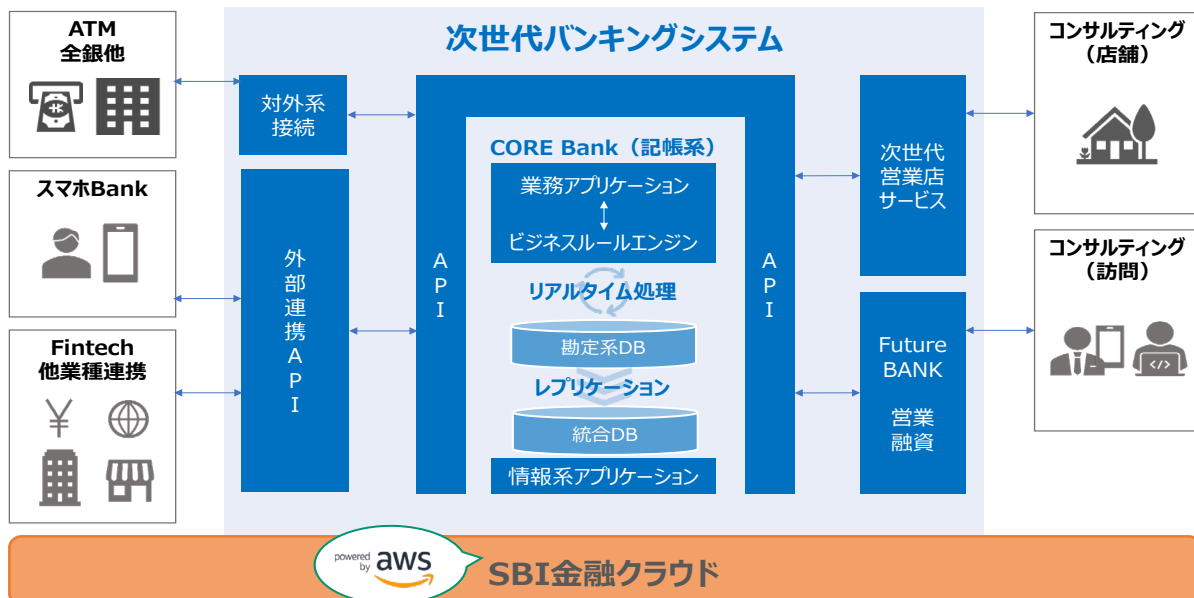 ATM
全銀他
スマホBank
Fintech
他業種連携
次世代バンキングシステム
対外系
接続
外
部
連
携
A
P
I
A
P
I
CORE Bank（記帳系）
業務アプリケーション
ビジネスルールエンジン
リアルタイム処理
勘定系DB
レプリケーション
統合DB
情報系アプリケーション
A
P
I
次世代
営業店
サービス
Future
BANK
営業
融資
コンサルティング
（店舗）
コンサルティング
（訪問）
</>
powered
by
aws
SBI金融クラウド